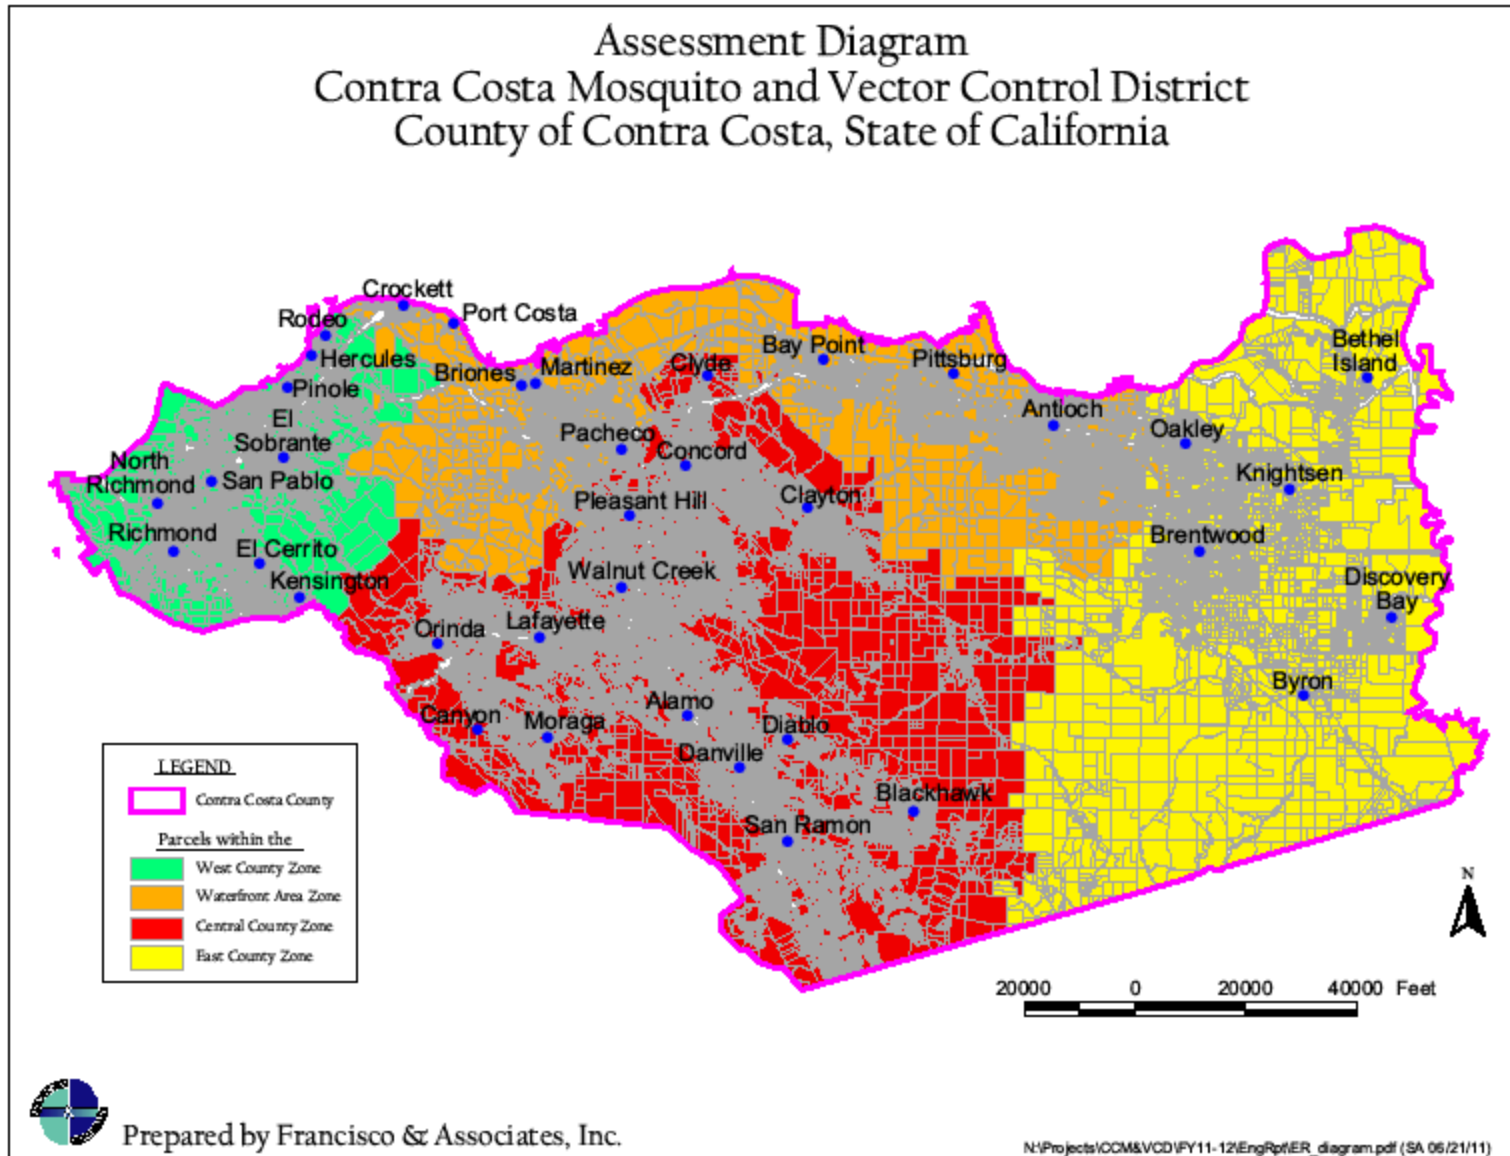 Assessment Diagram
Contra Costa Mosquito and Vector Control District
County of Contra Costa, State of California
Crockett
Port Costa
Rodeo
Hercules
Pinole
Briones
Martinez
Clyde
Bay Point
Pittsburg
Bethel
Island
Antioch
Oakley
El
Sobrante
Pacheco
Concord
North
Richmond
San Pablo
Knightsen
Pleasant Hill
Clayton
Richmond
El Cerrito
Brentwood
Kensington
Walnut Creek
Discovery
Bay
Orinda
Lafayette
Byron
Canyon
Moraga
Alamo
Diablo
Danville
Blackhawk
San Ramon
LEGEND
Contra Costa County
Parcels within the
West County Zone
Waterfront Area Zone
Central County Zone
East County Zone
N
20000 0 20000 40000 Feet
Prepared by Francisco & Associates, Inc.
N:\Projects\CCM&VCD\FY11-12\EngRpt\ER_diagram.pdf (SA 06/21/11)